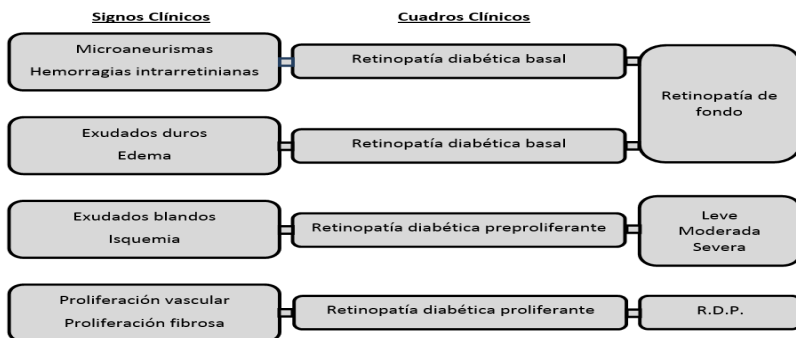 Signos Clínicos
Cuadros Clínicos
Microaneurismas
Hemorragias intrarretinianas
Retinopatía diabética basal
Retinopatía de
fondo
Exudados duros
Edema
Retinopatía diabética basal
Exudados blandos
Isquemia
Retinopatía diabética preproliferante
Leve
Moderada
Severa
Proliferación vascular
Proliferación fibrosa
Retinopatía diabética proliferante
R.D.P.